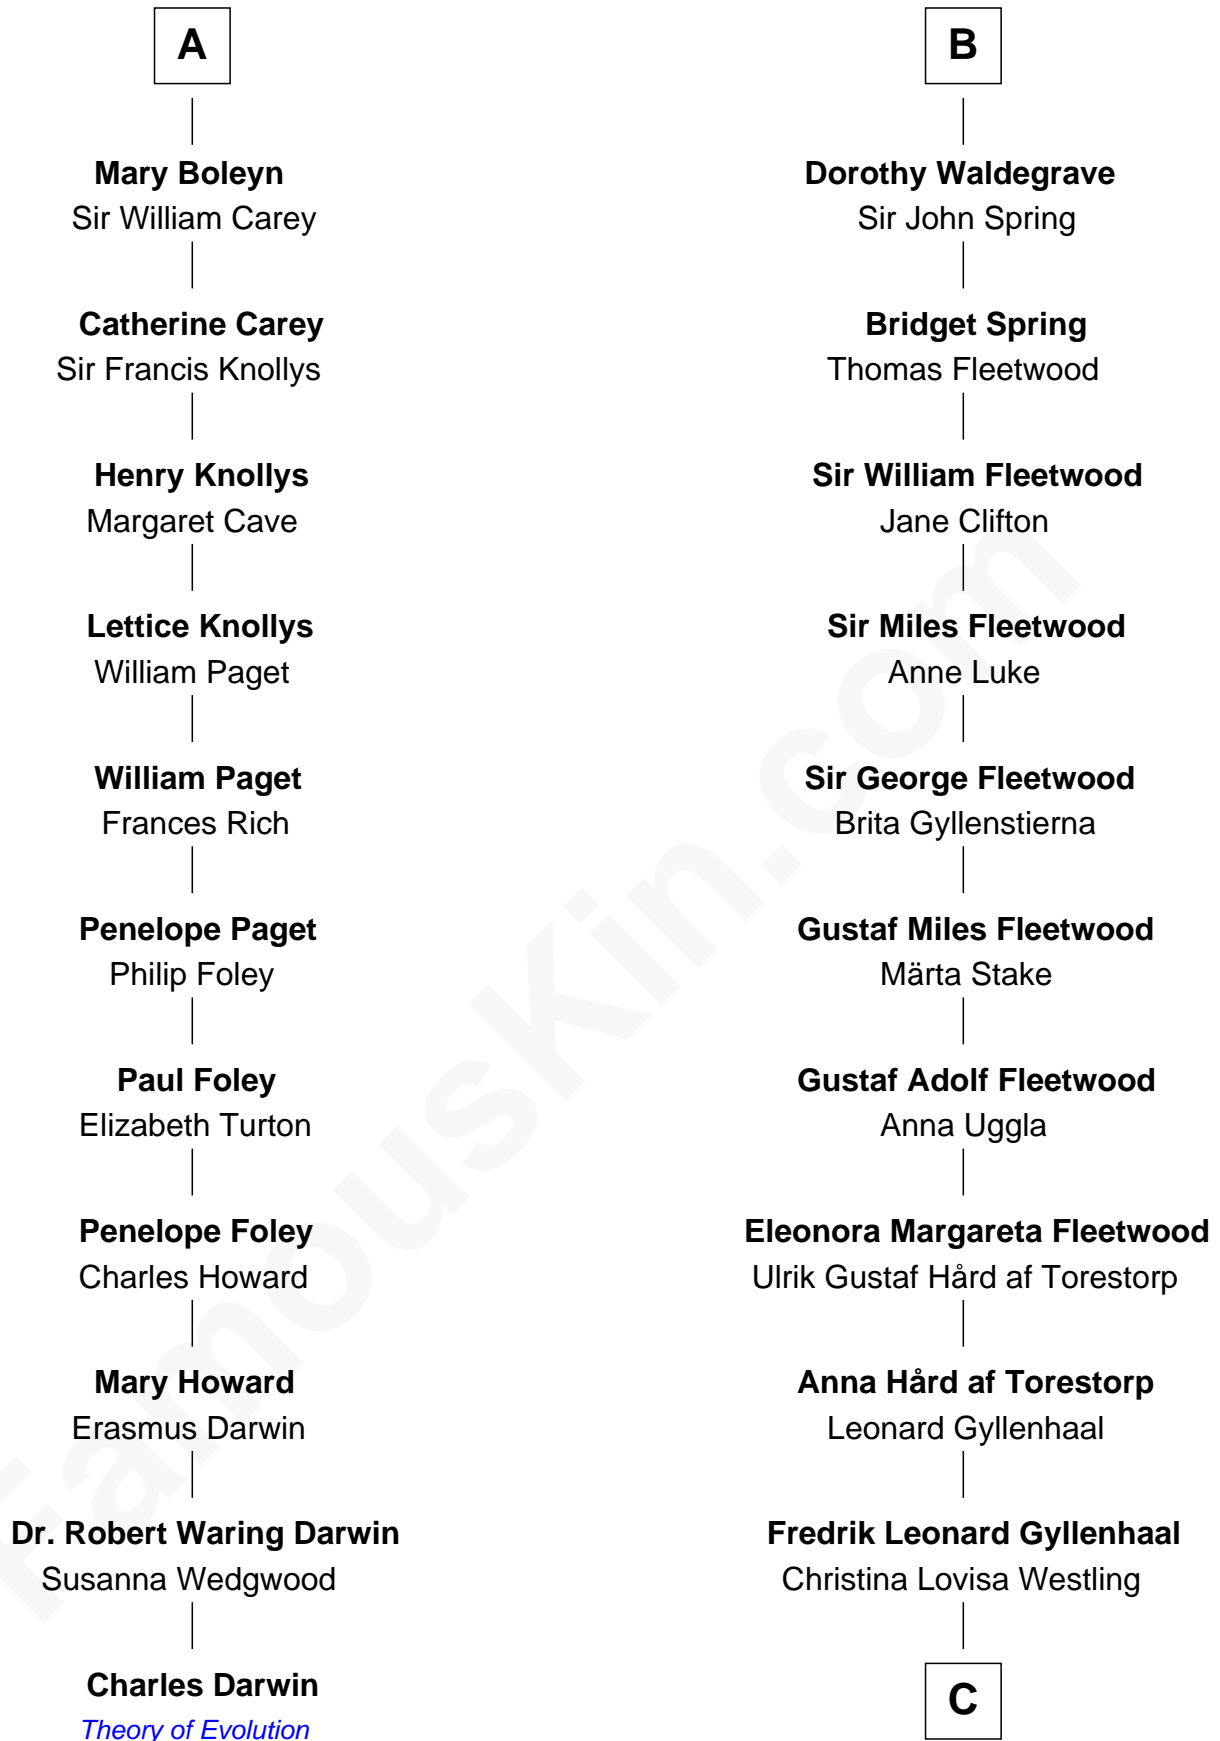 A
Mary Boleyn
Sir William Carey
Catherine Carey
Sir Francis Knollys
Henry Knollys
Margaret Cave
Lettice Knollys
William Paget
William Paget
Frances Rich
Penelope Paget
Philip Foley
Paul Foley
Elizabeth Turton
Penelope Foley
Charles Howard
Mary Howard
Erasmus Darwin
Dr. Robert Waring Darwin
Susanna Wedgwood
Charles Darwin
Theory of Evolution
B
Dorothy Waldegrave
Sir John Spring
Bridget Spring
Thomas Fleetwood
Sir William Fleetwood
Jane Clifton
Sir Miles Fleetwood
Anne Luke
Sir George Fleetwood
Brita Gyllenstierna
Gustaf Miles Fleetwood
Märta Stake
Gustaf Adolf Fleetwood
Anna Uggla
Eleonora Margareta Fleetwood
Ulrik Gustaf Hård af Torestorp
Anna Hård af Torestorp
Leonard Gyllenhaal
Fredrik Leonard Gyllenhaal
Christina Lovisa Westling
C
FamousKin.com